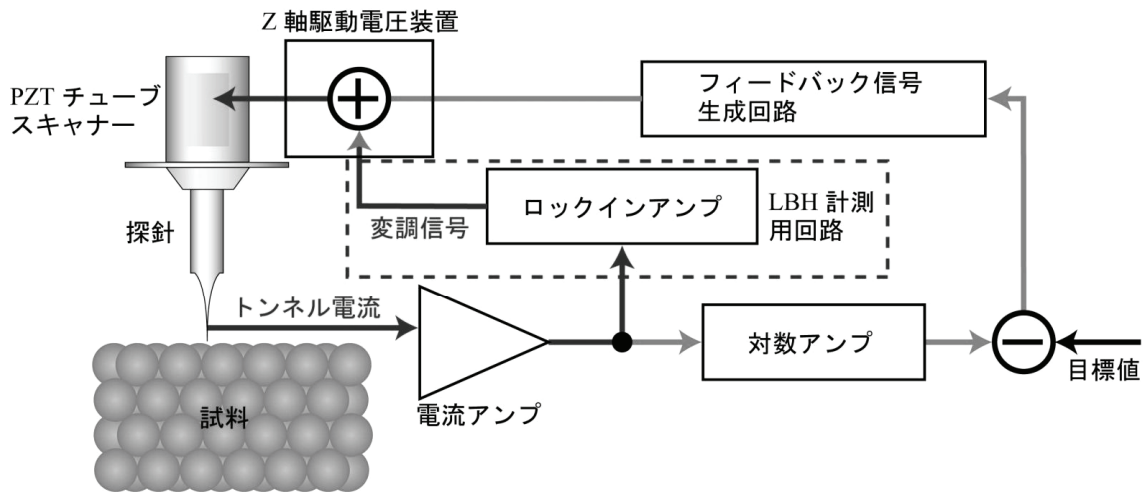 Z 軸駆動電圧装置
PZT チューブ
スキャナー
フィードバック信号
生成回路
ロックインアンプ
LBH 計測
用回路
変調信号
探針
トンネル電流
対数アンプ
目標値
電流アンプ
試料